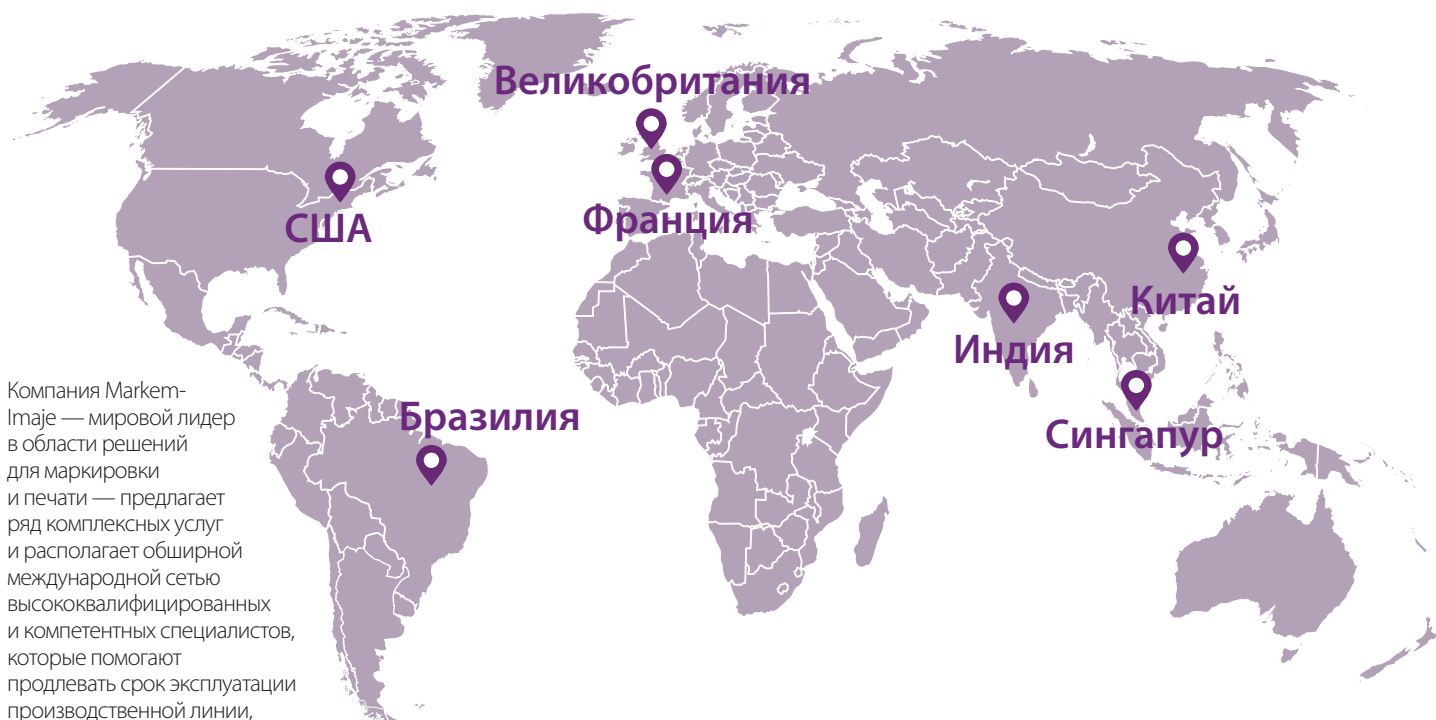 Великобритания
США
Франция
Китай
Индия
Бразилия
Сингапур
Компания Markem-
Imaje — мировой лидер
в области решений
для маркировки
и печати — предлагает
ряд комплексных услуг
и располагает обширной
международной сетью
высококвалифицированных
и компетентных специалистов,
которые помогают
продлевать срок эксплуатации
производственной линии,